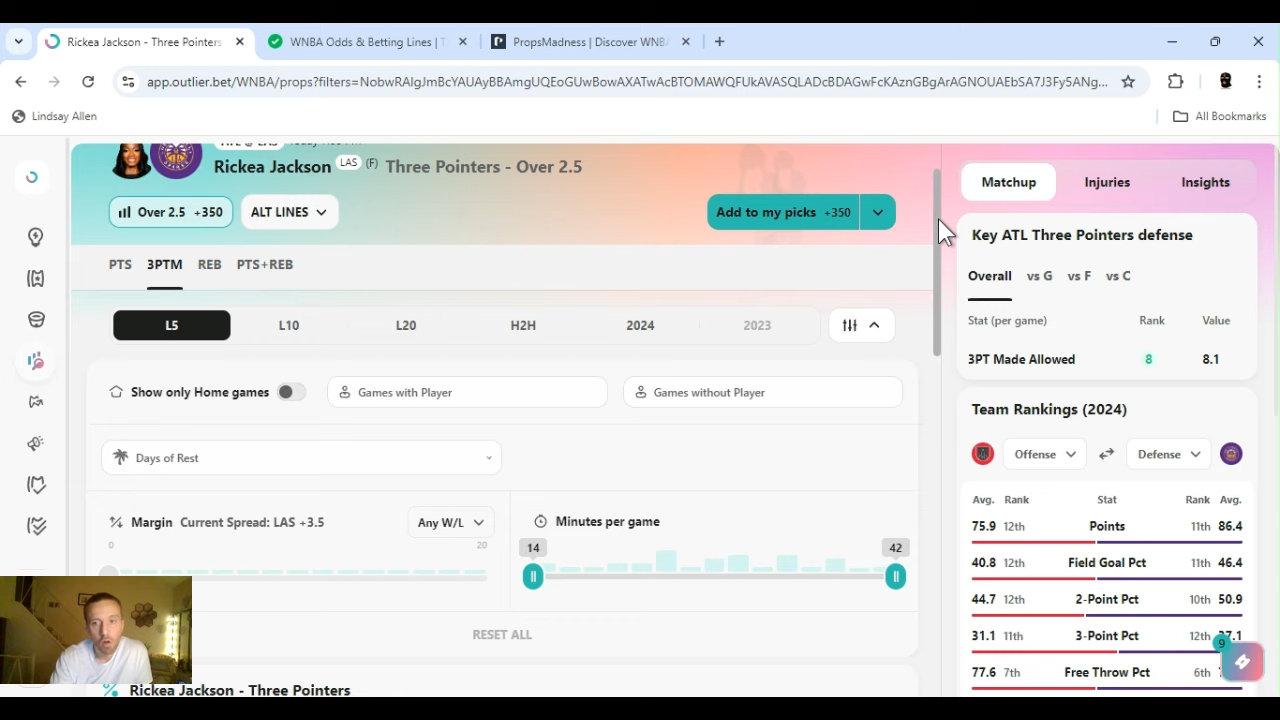 Rickea Jackson - Three Pointers
WNBA Odds & Betting Lines | T
PropsMadness | Discover WNB
app.outlier.bet/WNBA/props?filters=NobwRAlgJmBcYAUAyBBAmgUQEoGUwBowAXATwAcBTOMAWQFUkAVASQLADcBDAGwFcKAznGBgArAGNOUAEbSA7J3Fy5ANg...
Lindsay Allen
All Bookmarks
Rickea Jackson LAS (F) Three Pointers - Over 2.5
Over 2.5 +350
ALT LINES
Add to my picks +350
PTS 3PTM REB PTS+REB
L5 L10 L20 H2H 2024 2023
Show only Home games
Games with Player
Games without Player
Days of Rest
Margin Current Spread: LAS +3.5
Any W/L
0 20
Minutes per game
14 42
RESET ALL
Rickea Jackson - Three Pointers
Matchup Injuries Insights
Key ATL Three Pointers defense
Overall vs G vs F vs C
Stat (per game) Rank Value
3PT Made Allowed 8 8.1
Team Rankings (2024)
Offense Defense
Avg. Rank Stat Rank Avg.
75.9 12th Points 11th 86.4
40.8 12th Field Goal Pct 11th 46.4
44.7 12th 2-Point Pct 10th 50.9
31.1 11th 3-Point Pct 12th
9
77.6 7th Free Throw Pct 6th